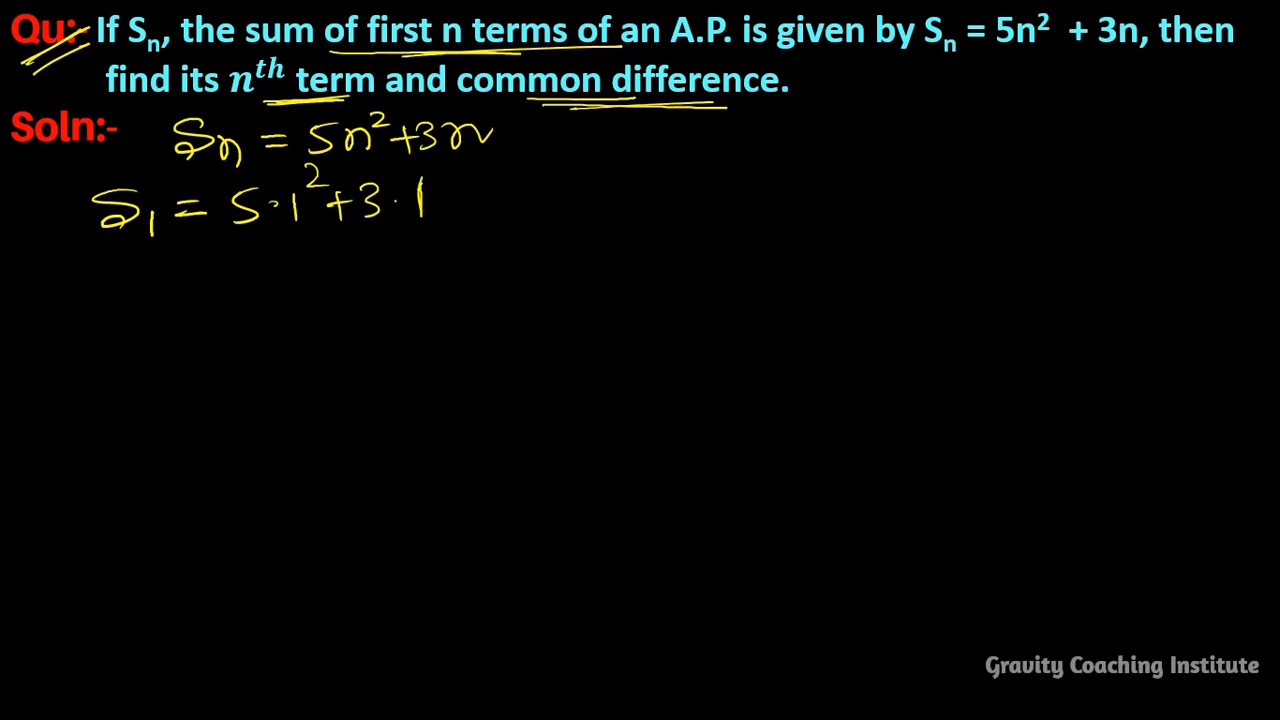 Qu:- If Sₙ, the sum of first n terms of an A.P. is given by Sₙ = 5n² + 3n, then
find its nᵗʰ term and common difference.
Soln:- Sₙ = 5n²+3n
S₁ = 5·1²+3·1
Gravity Coaching Institute